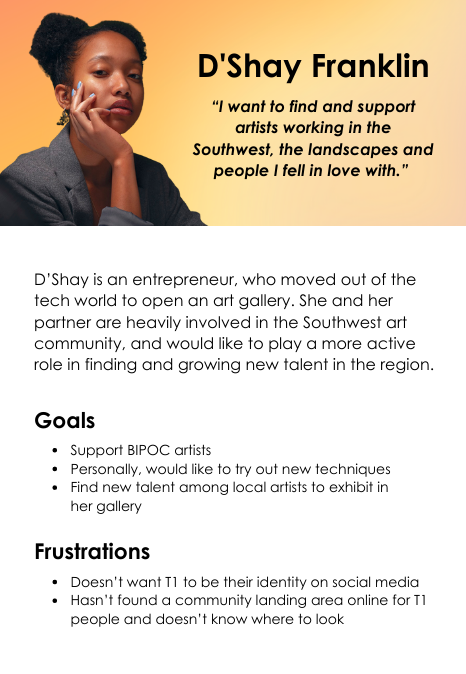 D'Shay Franklin
“I want to find and support
artists working in the
Southwest, the landscapes and
people I fell in love with.”
D’Shay is an entrepreneur, who moved out of the
tech world to open an art gallery. She and her
partner are heavily involved in the Southwest art
community, and would like to play a more active
role in finding and growing new talent in the region.
Goals
• Support BIPOC artists
• Personally, would like to try out new techniques
• Find new talent among local artists to exhibit in
her gallery
Frustrations
• Doesn’t want T1 to be their identity on social media
• Hasn’t found a community landing area online for T1
people and doesn’t know where to look